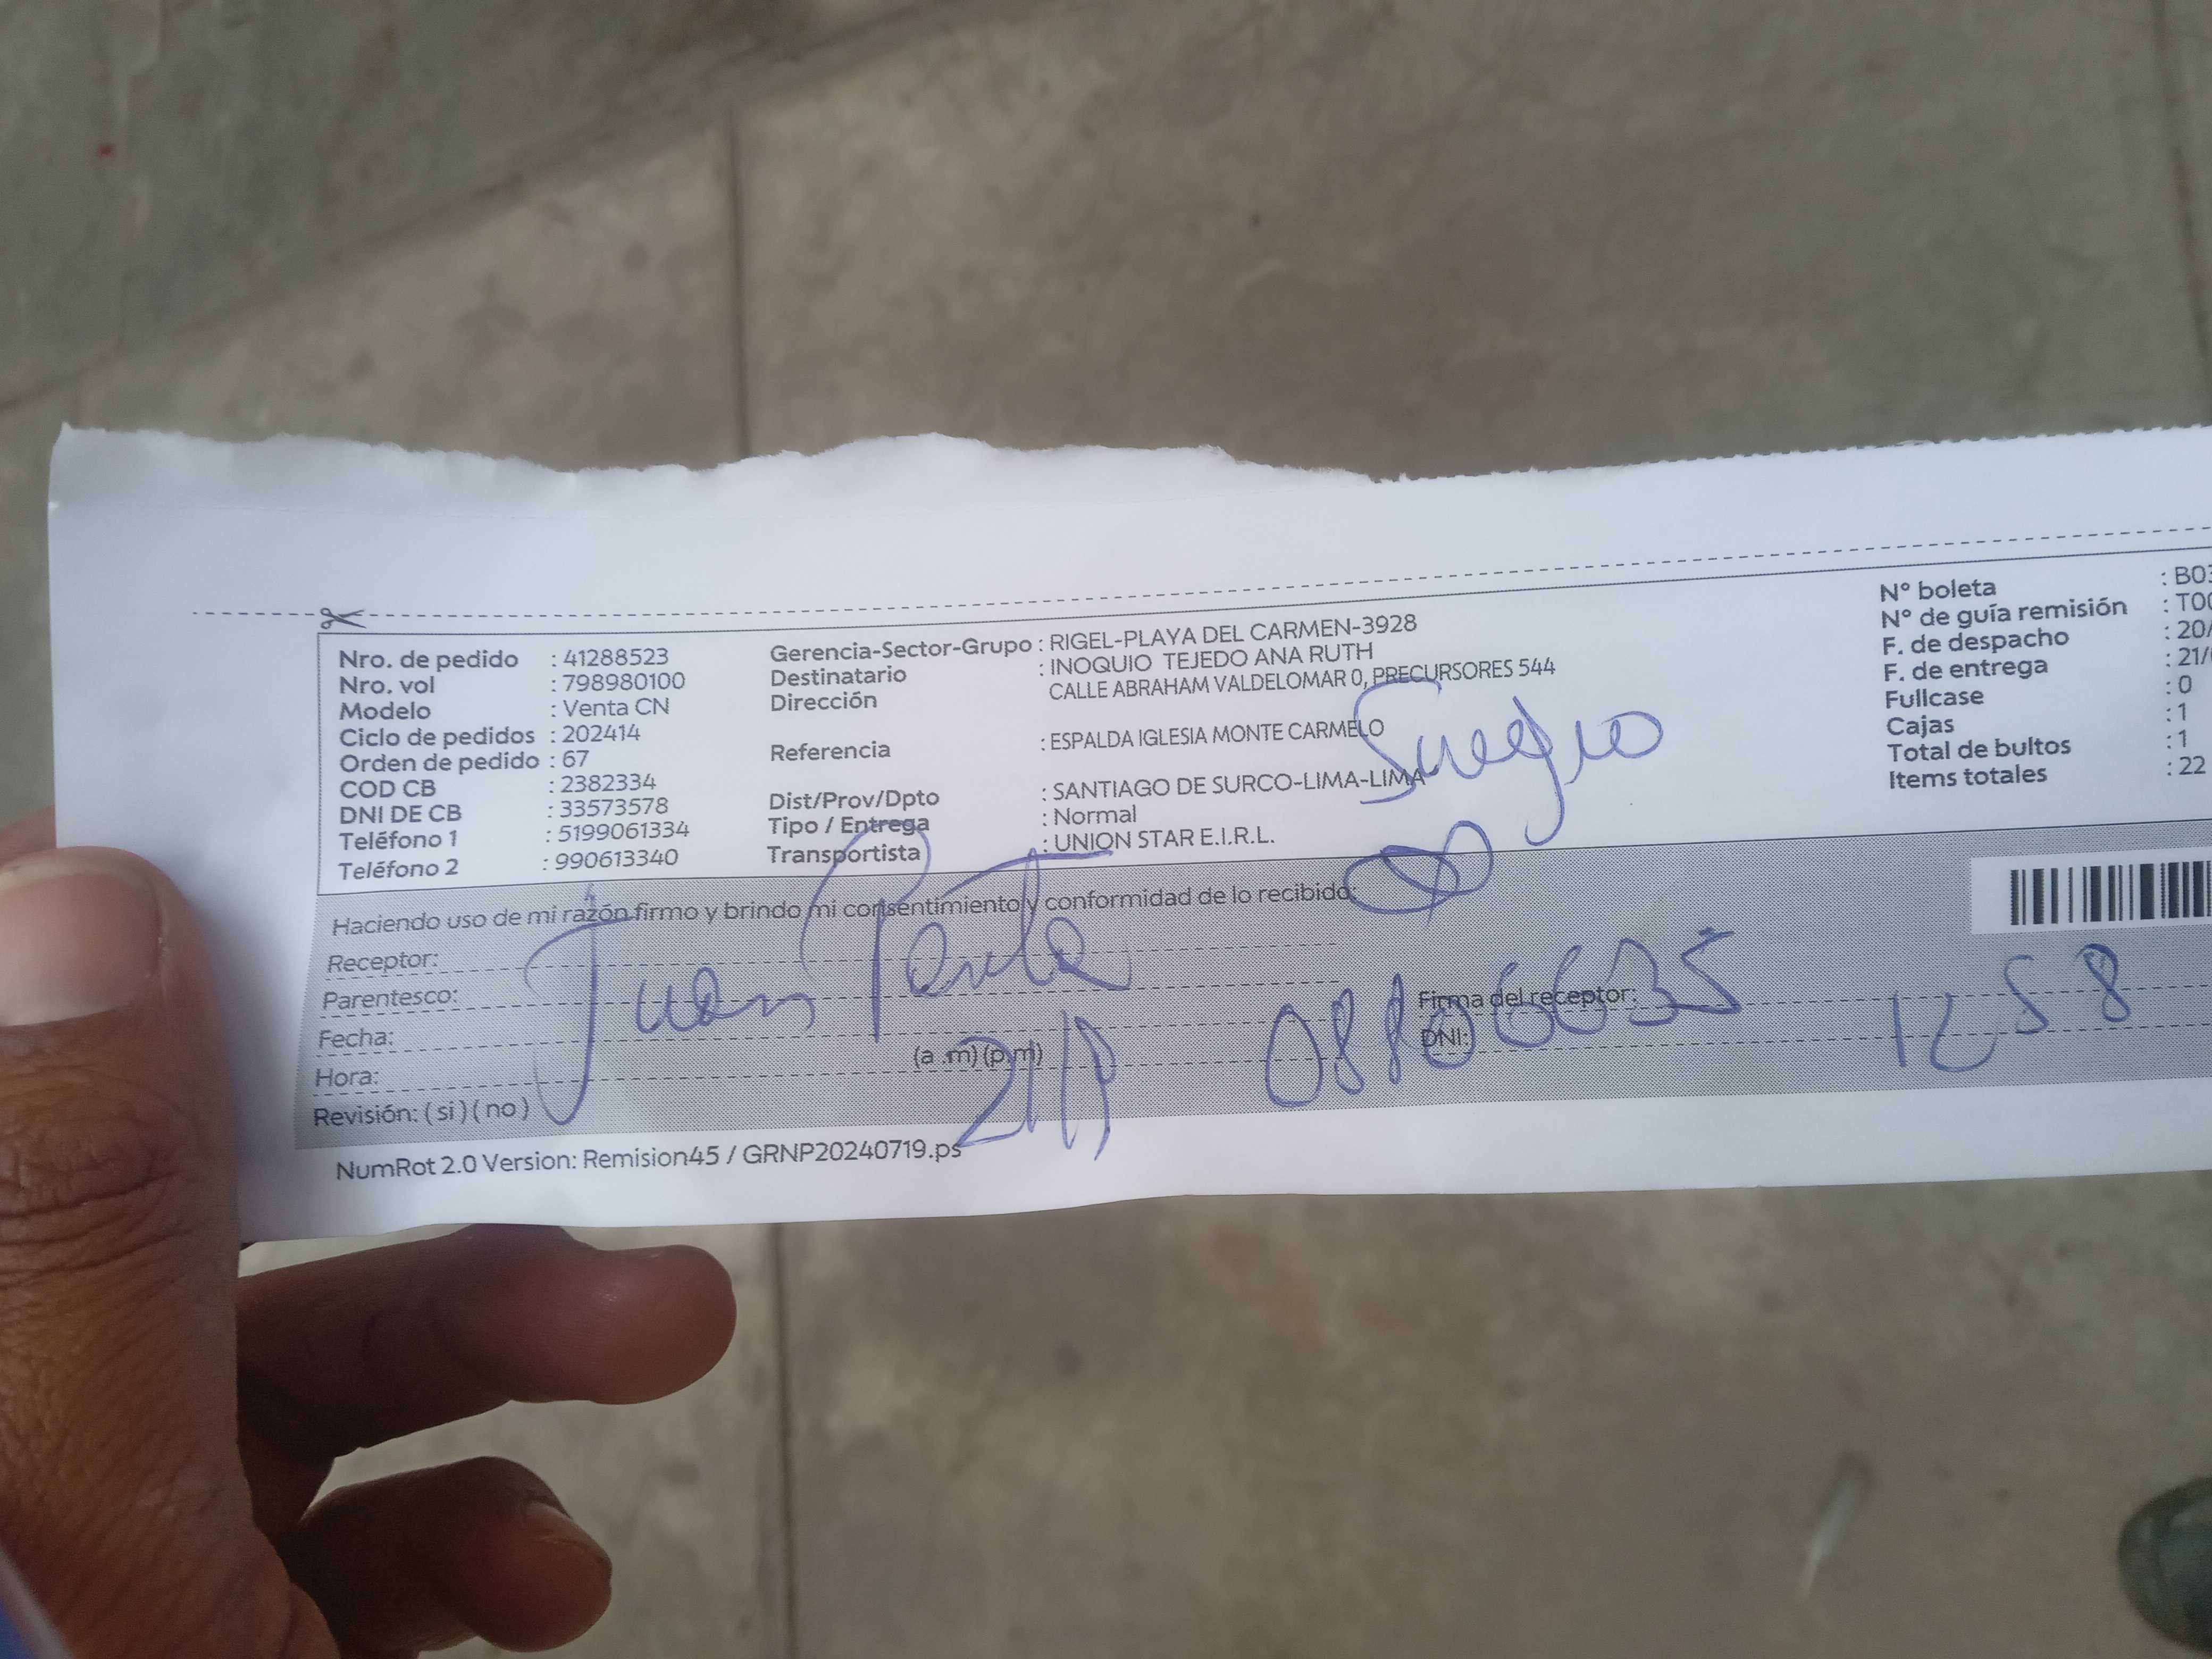 Nro. de pedido : 41288523
Nro. vol : 798980100
Modelo : Venta CN
Ciclo de pedidos : 202414
Orden de pedido : 67
COD CB : 2382334
DNI DE CB : 33573578
Teléfono 1 : 5199061334
Teléfono 2 : 990613340
Gerencia-Sector-Grupo : RIGEL-PLAYA DEL CARMEN-3928
Destinatario : INOQUIO TEJEDO ANA RUTH
Dirección CALLE ABRAHAM VALDELOMAR 0, PRECURSORES 544
Referencia : ESPALDA IGLESIA MONTE CARMELO
Dist/Prov/Dpto : SANTIAGO DE SURCO-LIMA-LIMA
Tipo / Entrega : Normal
Transportista : UNION STAR E.I.R.L.
Suegro
N° boleta : B03
N° de guía remisión : T00
F. de despacho : 20/
F. de entrega : 21/
Fullcase : 0
Cajas : 1
Total de bultos : 1
Items totales : 22
Haciendo uso de mi razón firmo y brindo mi consentimiento y conformidad de lo recibido:
Receptor:
Parentesco:
Juan
Fecha:
Hora: (a .m) (p.m)
Revisión: ( si ) ( no )
Firma del receptor:
DNI: 08806635
12 58
NumRot 2.0 Version: Remision45 / GRNP20240719.ps